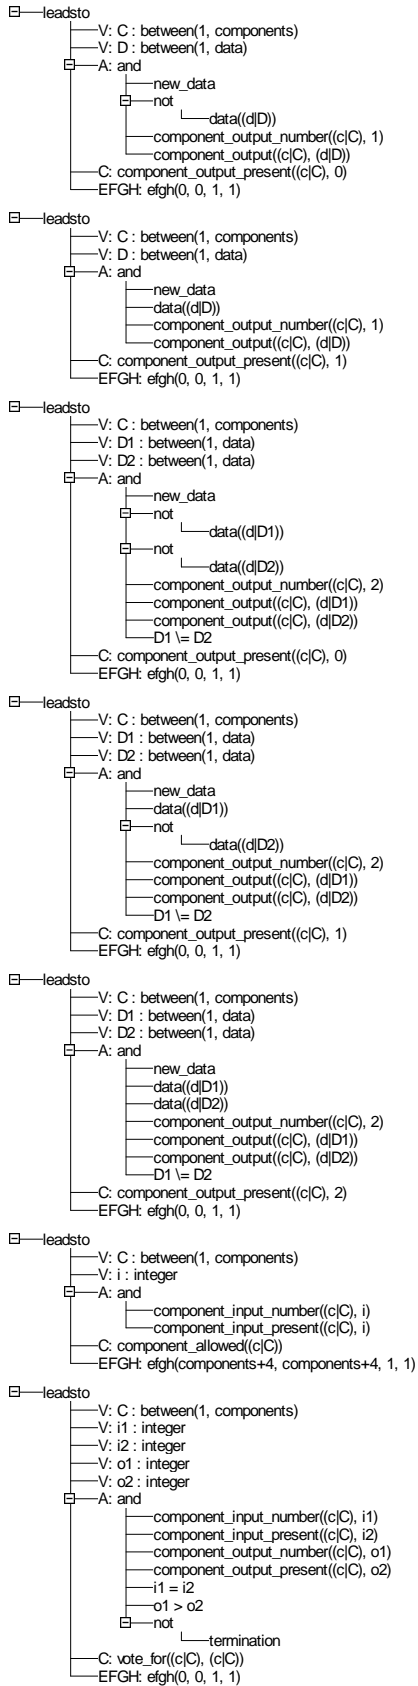 leadsto
V: C : between(1, components)
V: D : between(1, data)
A: and
new_data
not
data((d|D))
component_output_number((c|C), 1)
component_output((c|C), (d|D))
C: component_output_present((c|C), 0)
EFGH: efgh(0, 0, 1, 1)
leadsto
V: C : between(1, components)
V: D : between(1, data)
A: and
new_data
data((d|D))
component_output_number((c|C), 1)
component_output((c|C), (d|D))
C: component_output_present((c|C), 1)
EFGH: efgh(0, 0, 1, 1)
leadsto
V: C : between(1, components)
V: D1 : between(1, data)
V: D2 : between(1, data)
A: and
new_data
not
data((d|D1))
not
data((d|D2))
component_output_number((c|C), 2)
component_output((c|C), (d|D1))
component_output((c|C), (d|D2))
D1 \= D2
C: component_output_present((c|C), 0)
EFGH: efgh(0, 0, 1, 1)
leadsto
V: C : between(1, components)
V: D1 : between(1, data)
V: D2 : between(1, data)
A: and
new_data
data((d|D1))
not
data((d|D2))
component_output_number((c|C), 2)
component_output((c|C), (d|D1))
component_output((c|C), (d|D2))
D1 \= D2
C: component_output_present((c|C), 1)
EFGH: efgh(0, 0, 1, 1)
leadsto
V: C : between(1, components)
V: D1 : between(1, data)
V: D2 : between(1, data)
A: and
new_data
data((d|D1))
data((d|D2))
component_output_number((c|C), 2)
component_output((c|C), (d|D1))
component_output((c|C), (d|D2))
D1 \= D2
C: component_output_present((c|C), 2)
EFGH: efgh(0, 0, 1, 1)
leadsto
V: C : between(1, components)
V: i : integer
A: and
component_input_number((c|C), i)
component_input_present((c|C), i)
C: component_allowed((c|C))
EFGH: efgh(components+4, components+4, 1, 1)
leadsto
V: C : between(1, components)
V: i1 : integer
V: i2 : integer
V: o1 : integer
V: o2 : integer
A: and
component_input_number((c|C), i1)
component_input_present((c|C), i2)
component_output_number((c|C), o1)
component_output_present((c|C), o2)
i1 = i2
o1 > o2
not
termination
C: vote_for((c|C), (c|C))
EFGH: efgh(0, 0, 1, 1)